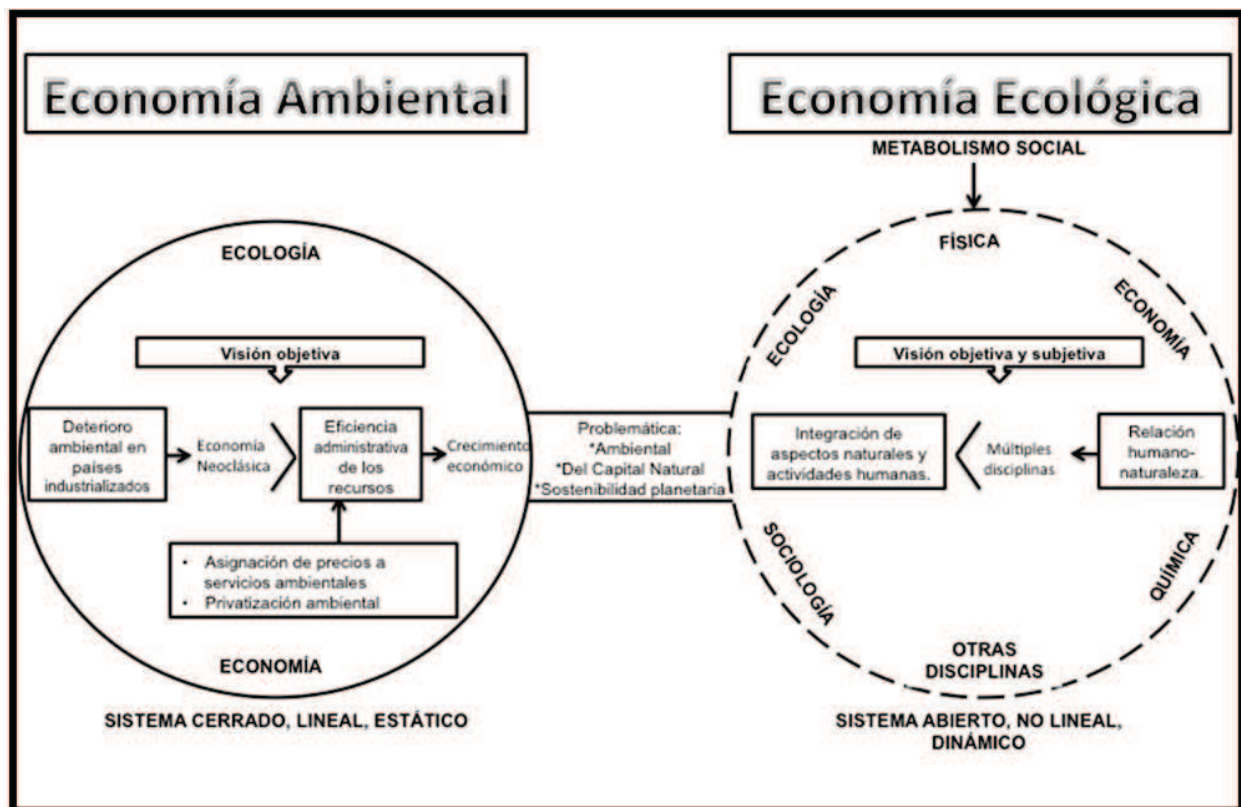 Economía Ambiental
ECOLOGÍA
Visión objetiva
Deterioro
ambiental en
países
industrializados
Economía
Neoclásica
Eficiencia
administrativa
de los
recursos
Crecimiento
económico
• Asignación de precios a
servicios ambientales
• Privatización ambiental
ECONOMÍA
SISTEMA CERRADO, LINEAL, ESTÁTICO
Problemática:
*Ambiental
*Del Capital Natural
*Sostenibilidad planetaria
Economía Ecológica
METABOLISMO SOCIAL
FÍSICA
ECOLOGÍA
ECONOMÍA
Visión objetiva y subjetiva
Integración de
aspectos naturales y
actividades humanas.
Múltiples
disciplinas
Relación
humano-
naturaleza.
SOCIOLOGÍA
QUÍMICA
OTRAS
DISCIPLINAS
SISTEMA ABIERTO, NO LINEAL,
DINÁMICO